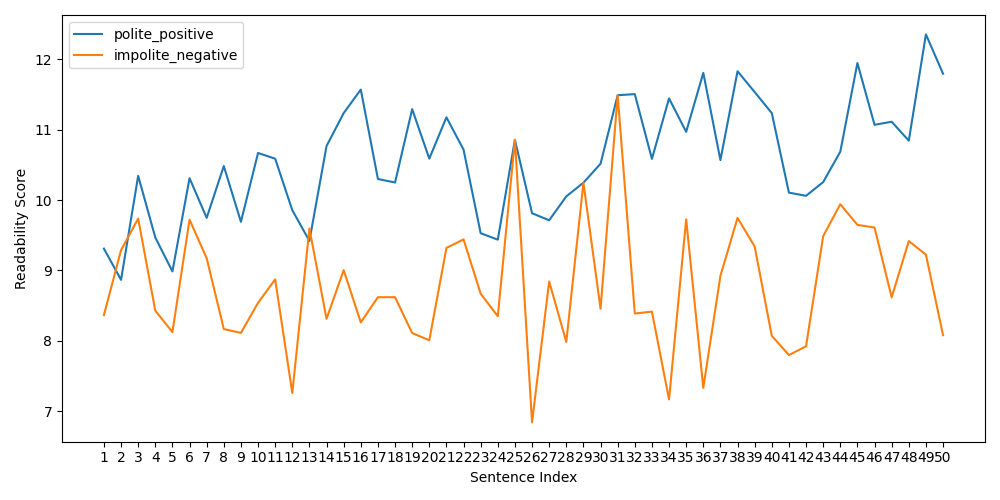 polite_positive
impolite_negative
12
11
10
9
8
7
Readability Score
1 2 3 4 5 6 7 8 9 10 11 12 13 14 15 16 17 18 19 20 21 22 23 24 25 26 27 28 29 30 31 32 33 34 35 36 37 38 39 40 41 42 43 44 45 46 47 48 49 50
Sentence Index